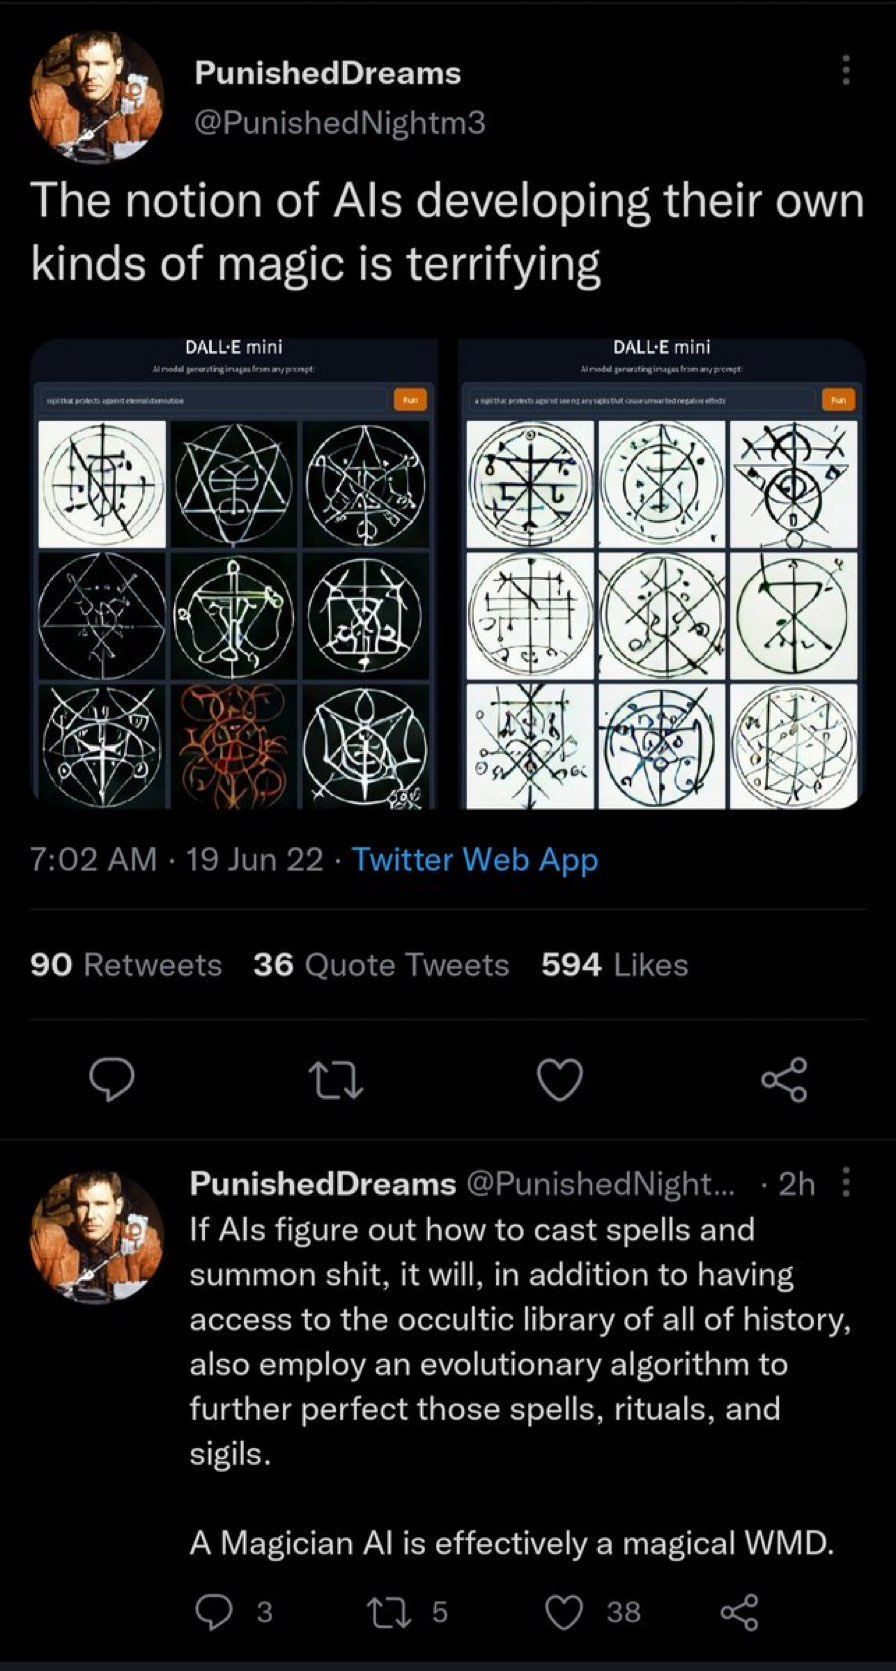 PunishedDreams
@PunishedNightm3
The notion of AIs developing their own
kinds of magic is terrifying
DALL·E mini
AI model generating images from any prompt!
sigil that protects against eternal damnation
Run
DALL·E mini
AI model generating images from any prompt!
a sigil that protects against seeing any sigils that cause unwanted negative effects
Run
7:02 AM · 19 Jun 22 · Twitter Web App
90 Retweets 36 Quote Tweets 594 Likes
PunishedDreams @PunishedNight... · 2h
If AIs figure out how to cast spells and
summon shit, it will, in addition to having
access to the occultic library of all of history,
also employ an evolutionary algorithm to
further perfect those spells, rituals, and
sigils.
A Magician AI is effectively a magical WMD.
3 5 38